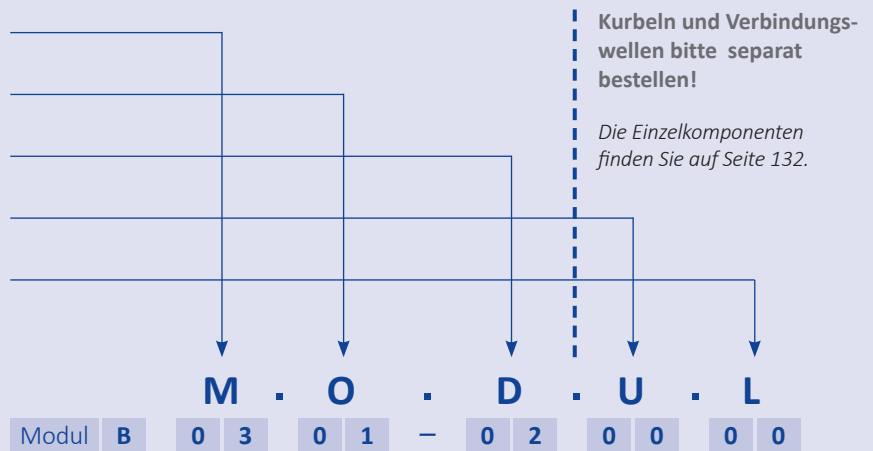 Kurbeln und Verbindungs-
wellen bitte separat
bestellen!
Die Einzelkomponenten
finden Sie auf Seite 132.
M . O . D . U . L
Modul B 0 3 0 1 – 0 2 0 0 0 0